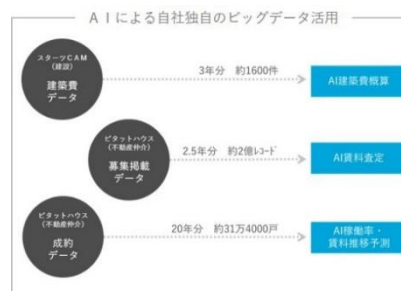 AIによる自社独自のビッグデータ活用
スターツCAM
(建設)
建築費
データ
3年分 約1600件
AI建築費概算
ピタットハウス
(不動産仲介)
募集掲載
データ
2.5年分 約2億レコード
AI賃料査定
ピタットハウス
(不動産仲介)
成約
データ
20年分 約31万4000戸
AI稼働率・
賃料推移予測